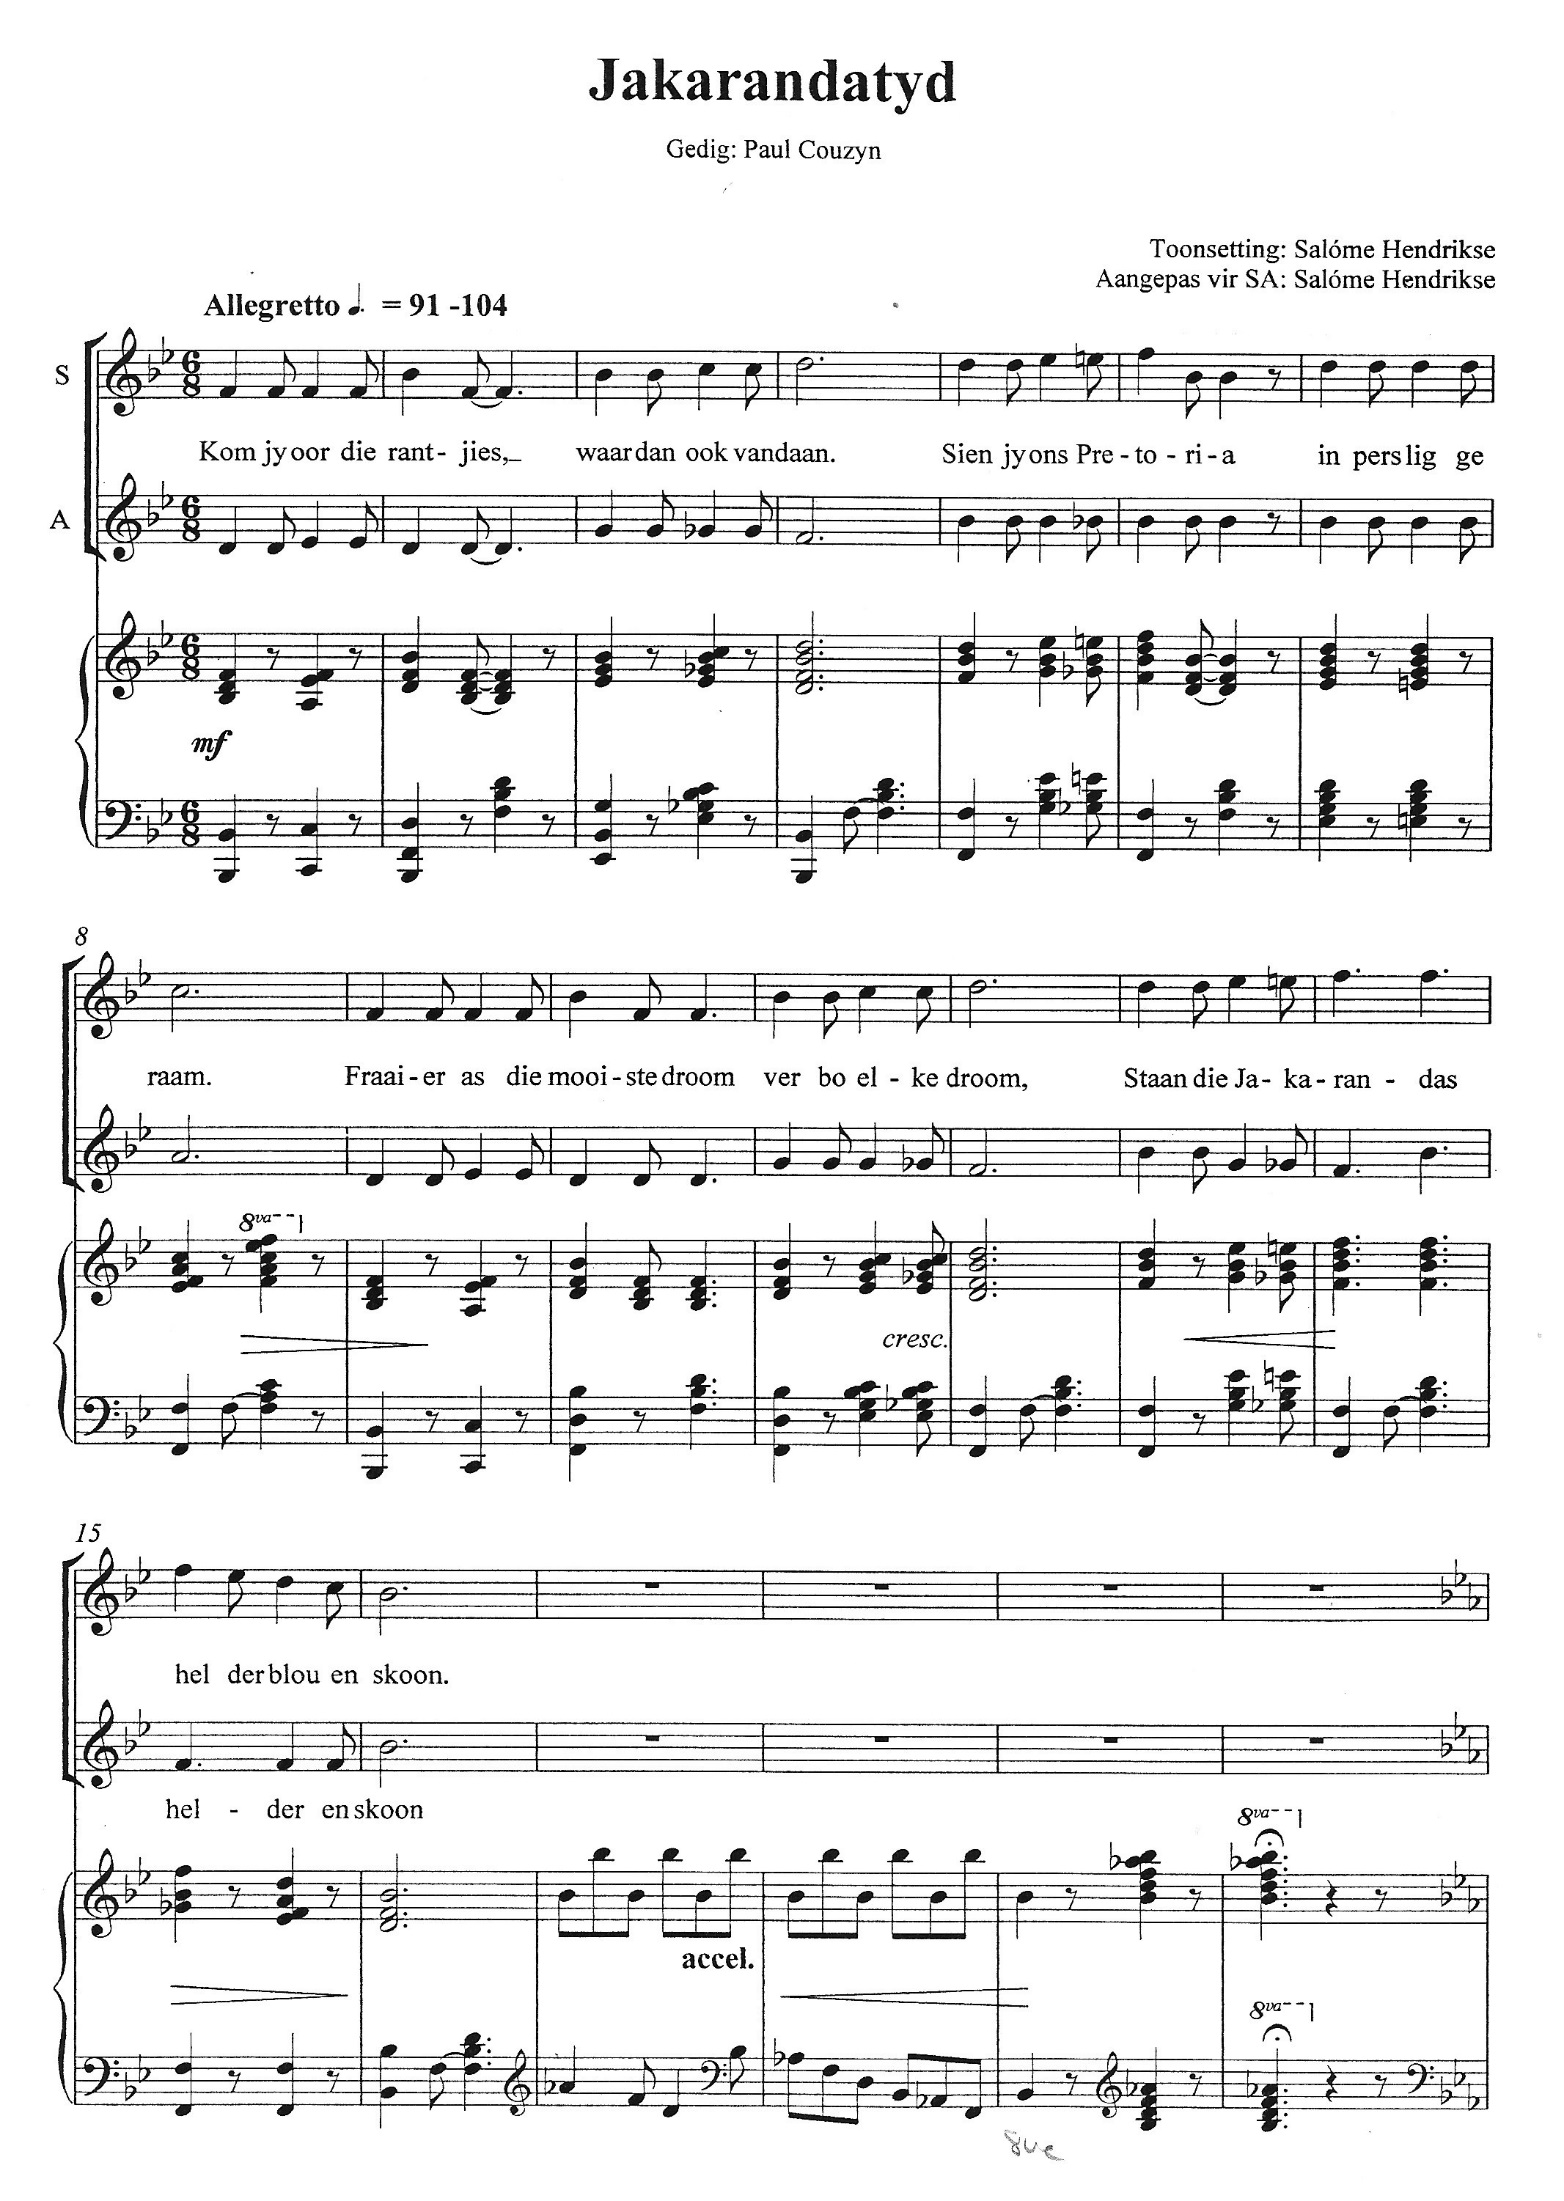 Jakarandatyd
Gedig: Paul Couzyn
Toonsetting: Salóme Hendrikse
Aangepas vir SA: Salóme Hendrikse
Allegretto ♩. = 91 -104
S
Kom jy oor die rant- jies,_ waar dan ook vandaan. Sien jy ons Pre - to - ri - a in pers lig ge
A
mf
8
raam. Fraai - er as die mooi - ste droom ver bo el - ke droom, Staan die Ja- ka - ran - das
8va
cresc.
15
hel der blou en skoon.
hel - der en skoon
8va
accel.
8va
8ve